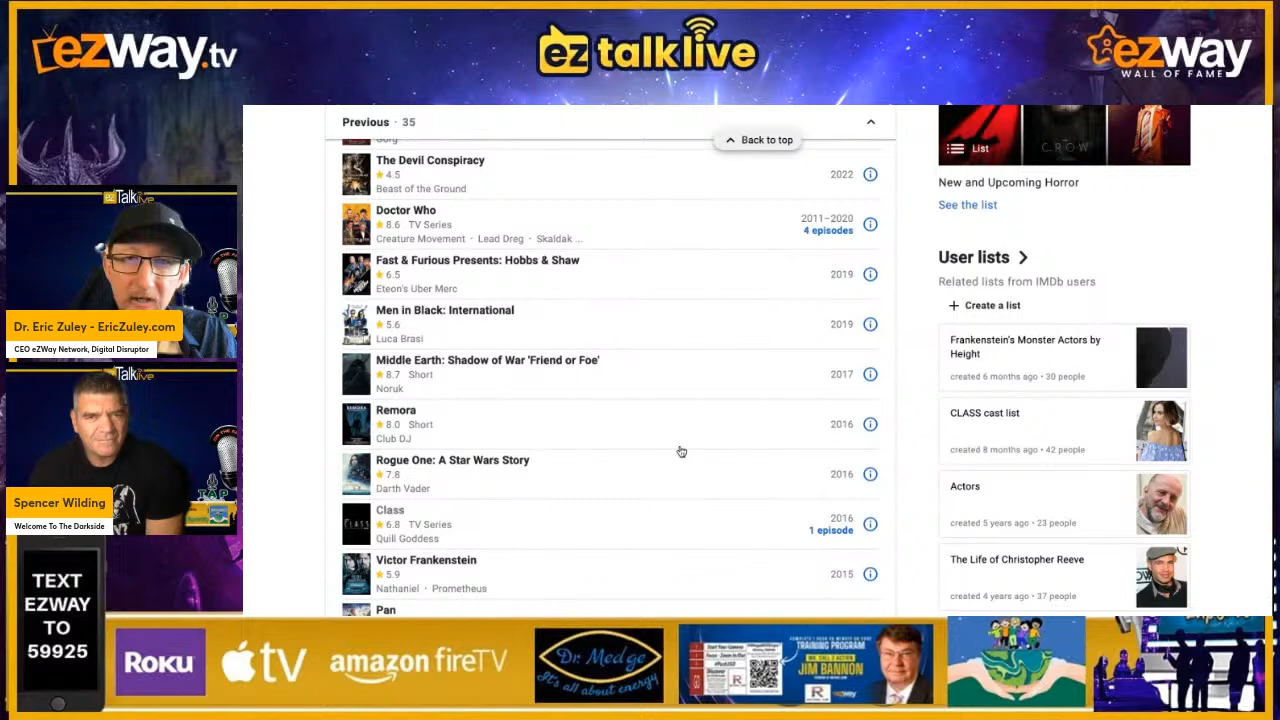 ezWay.tv
ez talklive
ezWay
WALL OF FAME
Previous · 35
Back to top
The Devil Conspiracy
4.5
Beast of the Ground
2022
Doctor Who
8.6 TV Series
Creature Movement · Lead Dreg · Skaldak ...
2011–2020
4 episodes
Fast & Furious Presents: Hobbs & Shaw
6.5
Eteon's Uber Merc
2019
Men in Black: International
5.6
Luca Brasi
2019
Middle Earth: Shadow of War 'Friend or Foe'
8.7 Short
Noruk
2017
Remora
8.0 Short
Club DJ
2016
Rogue One: A Star Wars Story
7.8
Darth Vader
2016
Class
6.8 TV Series
Quill Goddess
2016
1 episode
Victor Frankenstein
5.9
Nathaniel · Prometheus
2015
Pan
List
CROW
New and Upcoming Horror
See the list
User lists
Related lists from IMDb users
Create a list
Frankenstein's Monster Actors by
Height
created 6 months ago • 30 people
CLASS cast list
created 8 months ago • 42 people
Actors
created 5 years ago • 23 people
The Life of Christopher Reeve
created 4 years ago • 37 people
ezTalklive
Dr. Eric Zuley - EricZuley.com
CEO eZWay Network, Digital Disruptor
Talklive
Spencer Wilding
Welcome To The Darkside
TEXT
EZWAY
TO
59925
ROKU
tv
amazon fireTV
Dr. Medge
It's all about energy
TRAINING PROGRAM
JIM BANNON